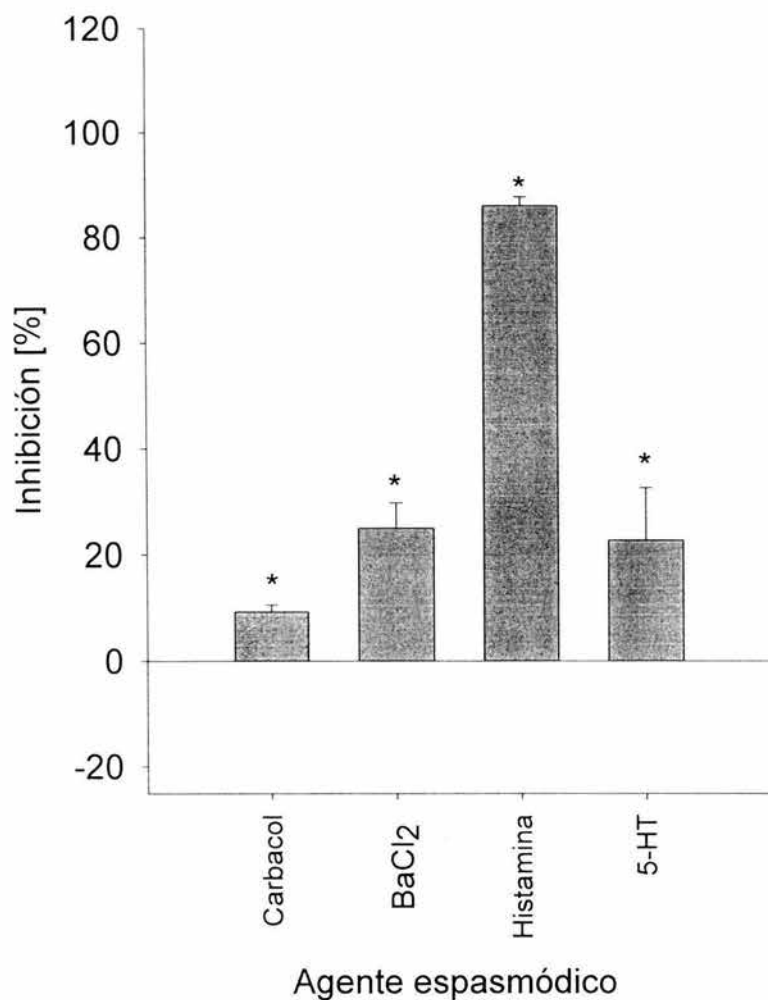 120
100
80
60
40
20
0
-20
Inhibición [%]
*
*
*
*
Carbacol
BaCl2
Histamina
5-HT
Agente espasmódico